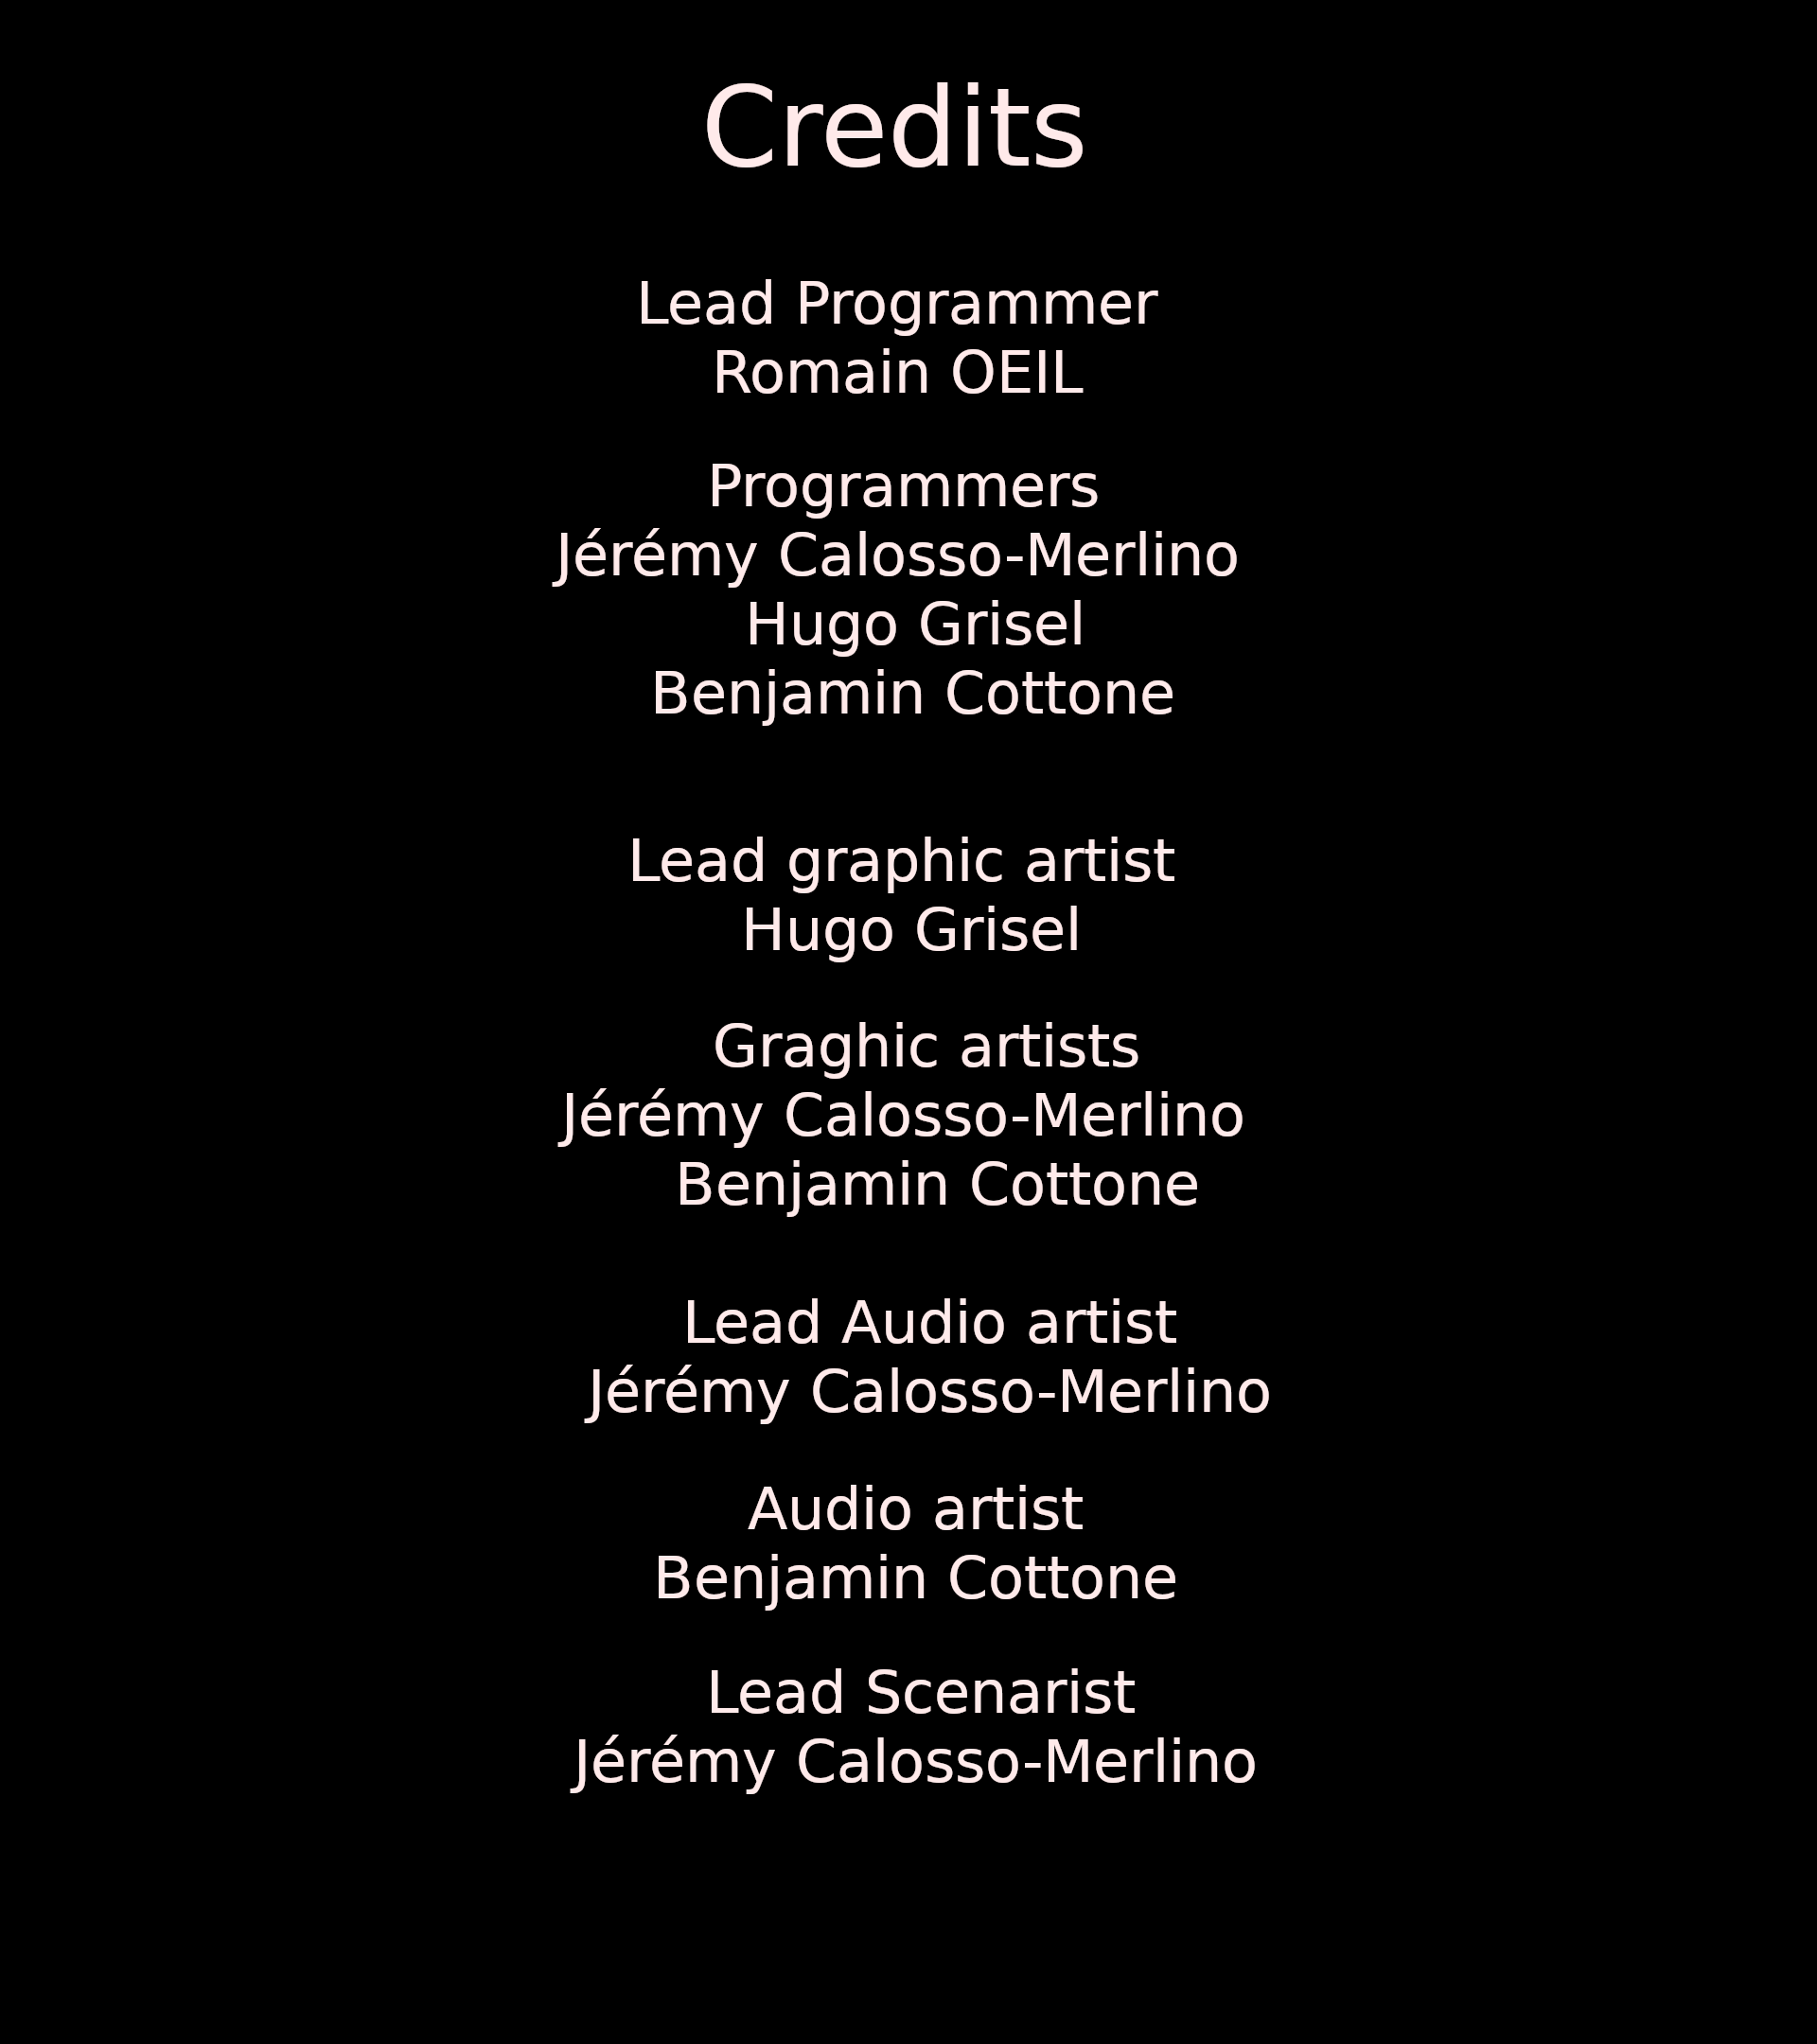 Credits
Lead Programmer
Romain OEIL
Programmers
Jérémy Calosso-Merlino
Hugo Grisel
Benjamin Cottone
Lead graphic artist
Hugo Grisel
Graghic artists
Jérémy Calosso-Merlino
Benjamin Cottone
Lead Audio artist
Jérémy Calosso-Merlino
Audio artist
Benjamin Cottone
Lead Scenarist
Jérémy Calosso-Merlino